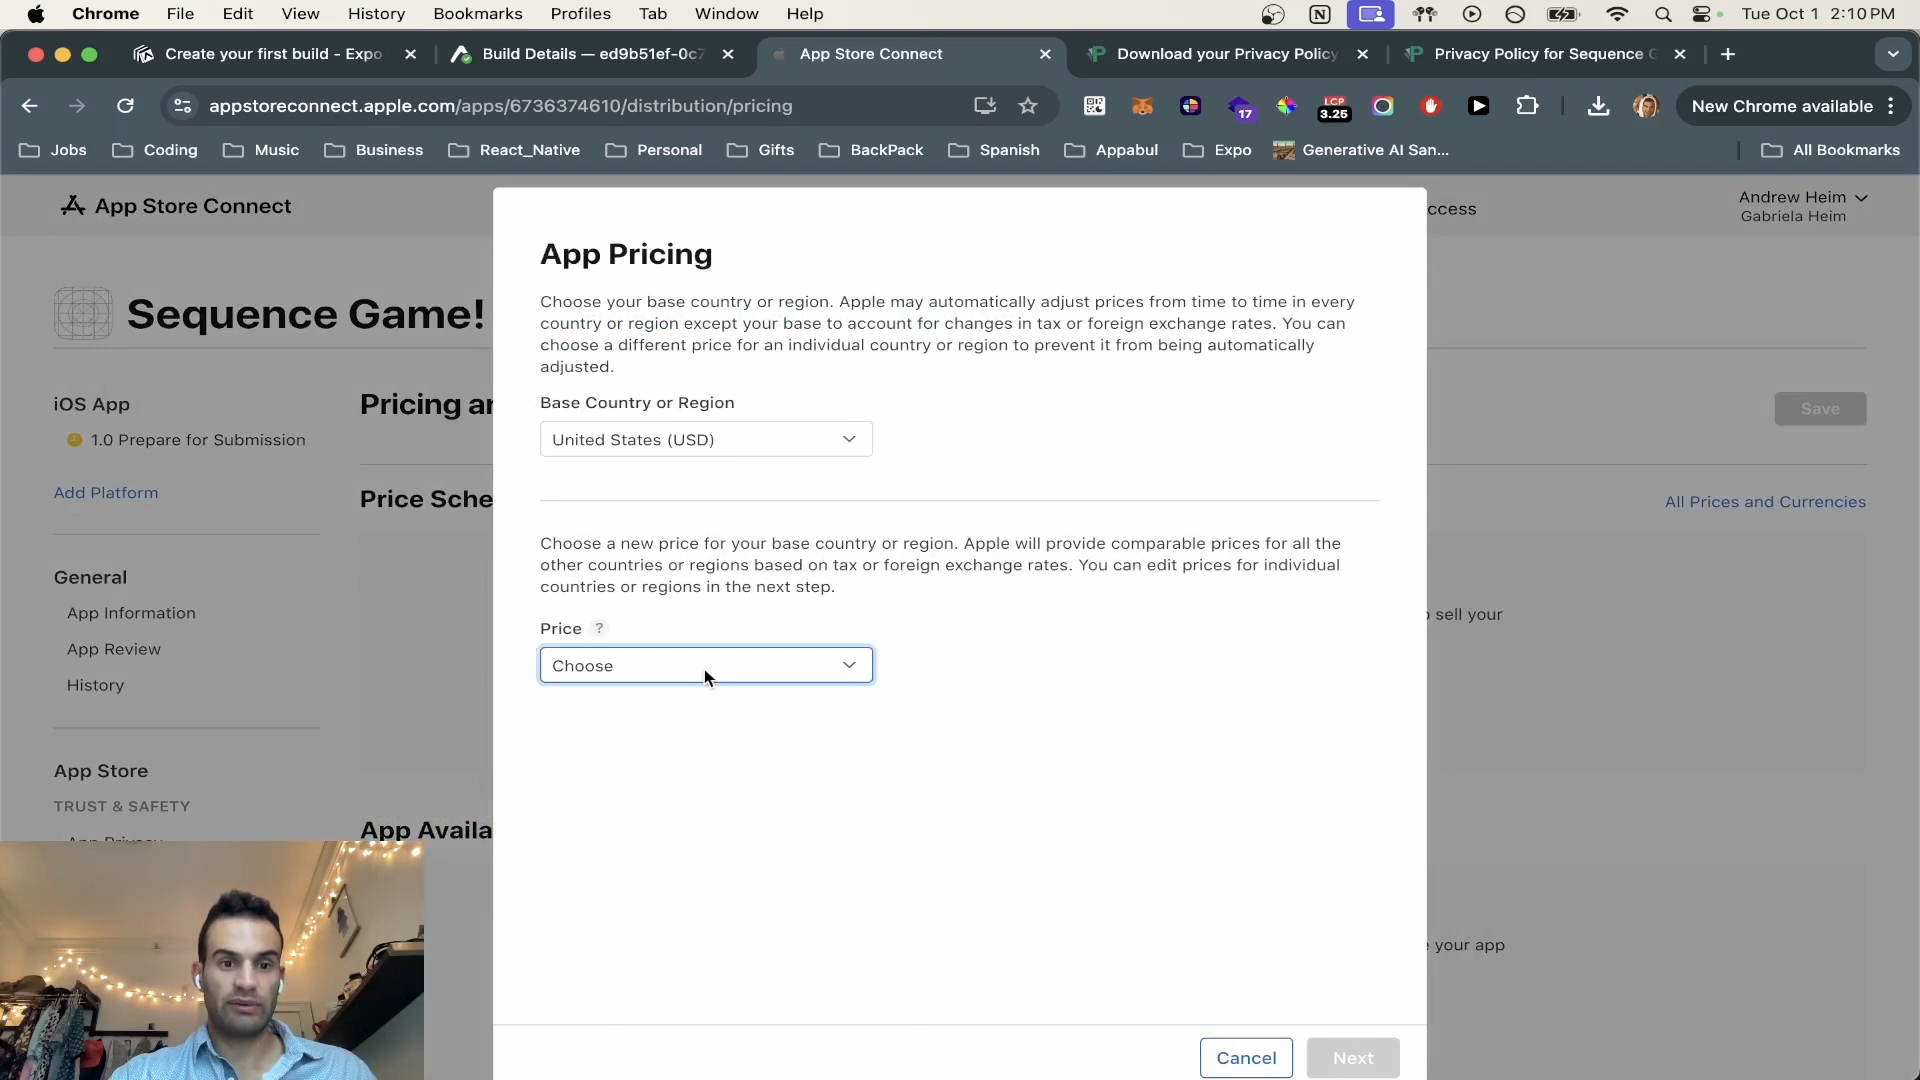 Chrome File Edit View History Bookmarks Profiles Tab Window Help Tue Oct 1 2:10 PM
Create your first build - Expo
Build Details — ed9b51ef-0c7
App Store Connect
Download your Privacy Policy
Privacy Policy for Sequence G
appstoreconnect.apple.com/apps/6736374610/distribution/pricing
17
LCP
3.25
New Chrome available
Jobs Coding Music Business React_Native Personal Gifts BackPack Spanish Appabul Expo Generative AI San... All Bookmarks
App Store Connect
ccess
Andrew Heim
Gabriela Heim
Sequence Game!
iOS App
1.0 Prepare for Submission
Add Platform
General
App Information
App Review
History
App Store
TRUST & SAFETY
App Privacy
Pricing an
Save
Price Sche
All Prices and Currencies
sell your
App Availa
your app
App Pricing
Choose your base country or region. Apple may automatically adjust prices from time to time in every
country or region except your base to account for changes in tax or foreign exchange rates. You can
choose a different price for an individual country or region to prevent it from being automatically
adjusted.
Base Country or Region
United States (USD)
Choose a new price for your base country or region. Apple will provide comparable prices for all the
other countries or regions based on tax or foreign exchange rates. You can edit prices for individual
countries or regions in the next step.
Price ?
Choose
Cancel
Next